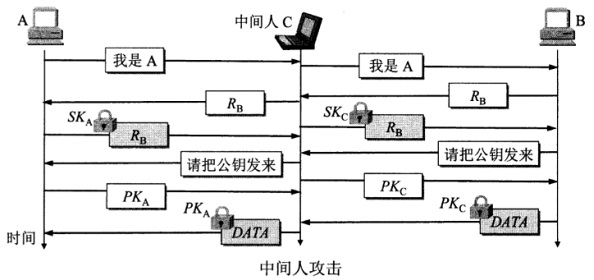 A 中间人 C B
我是 A
我是 A
R_B
R_B
SK_A R_B
SK_C R_B
请把公钥发来
请把公钥发来
PK_A
PK_C
PK_A DATA
PK_C DATA
时间
中间人攻击